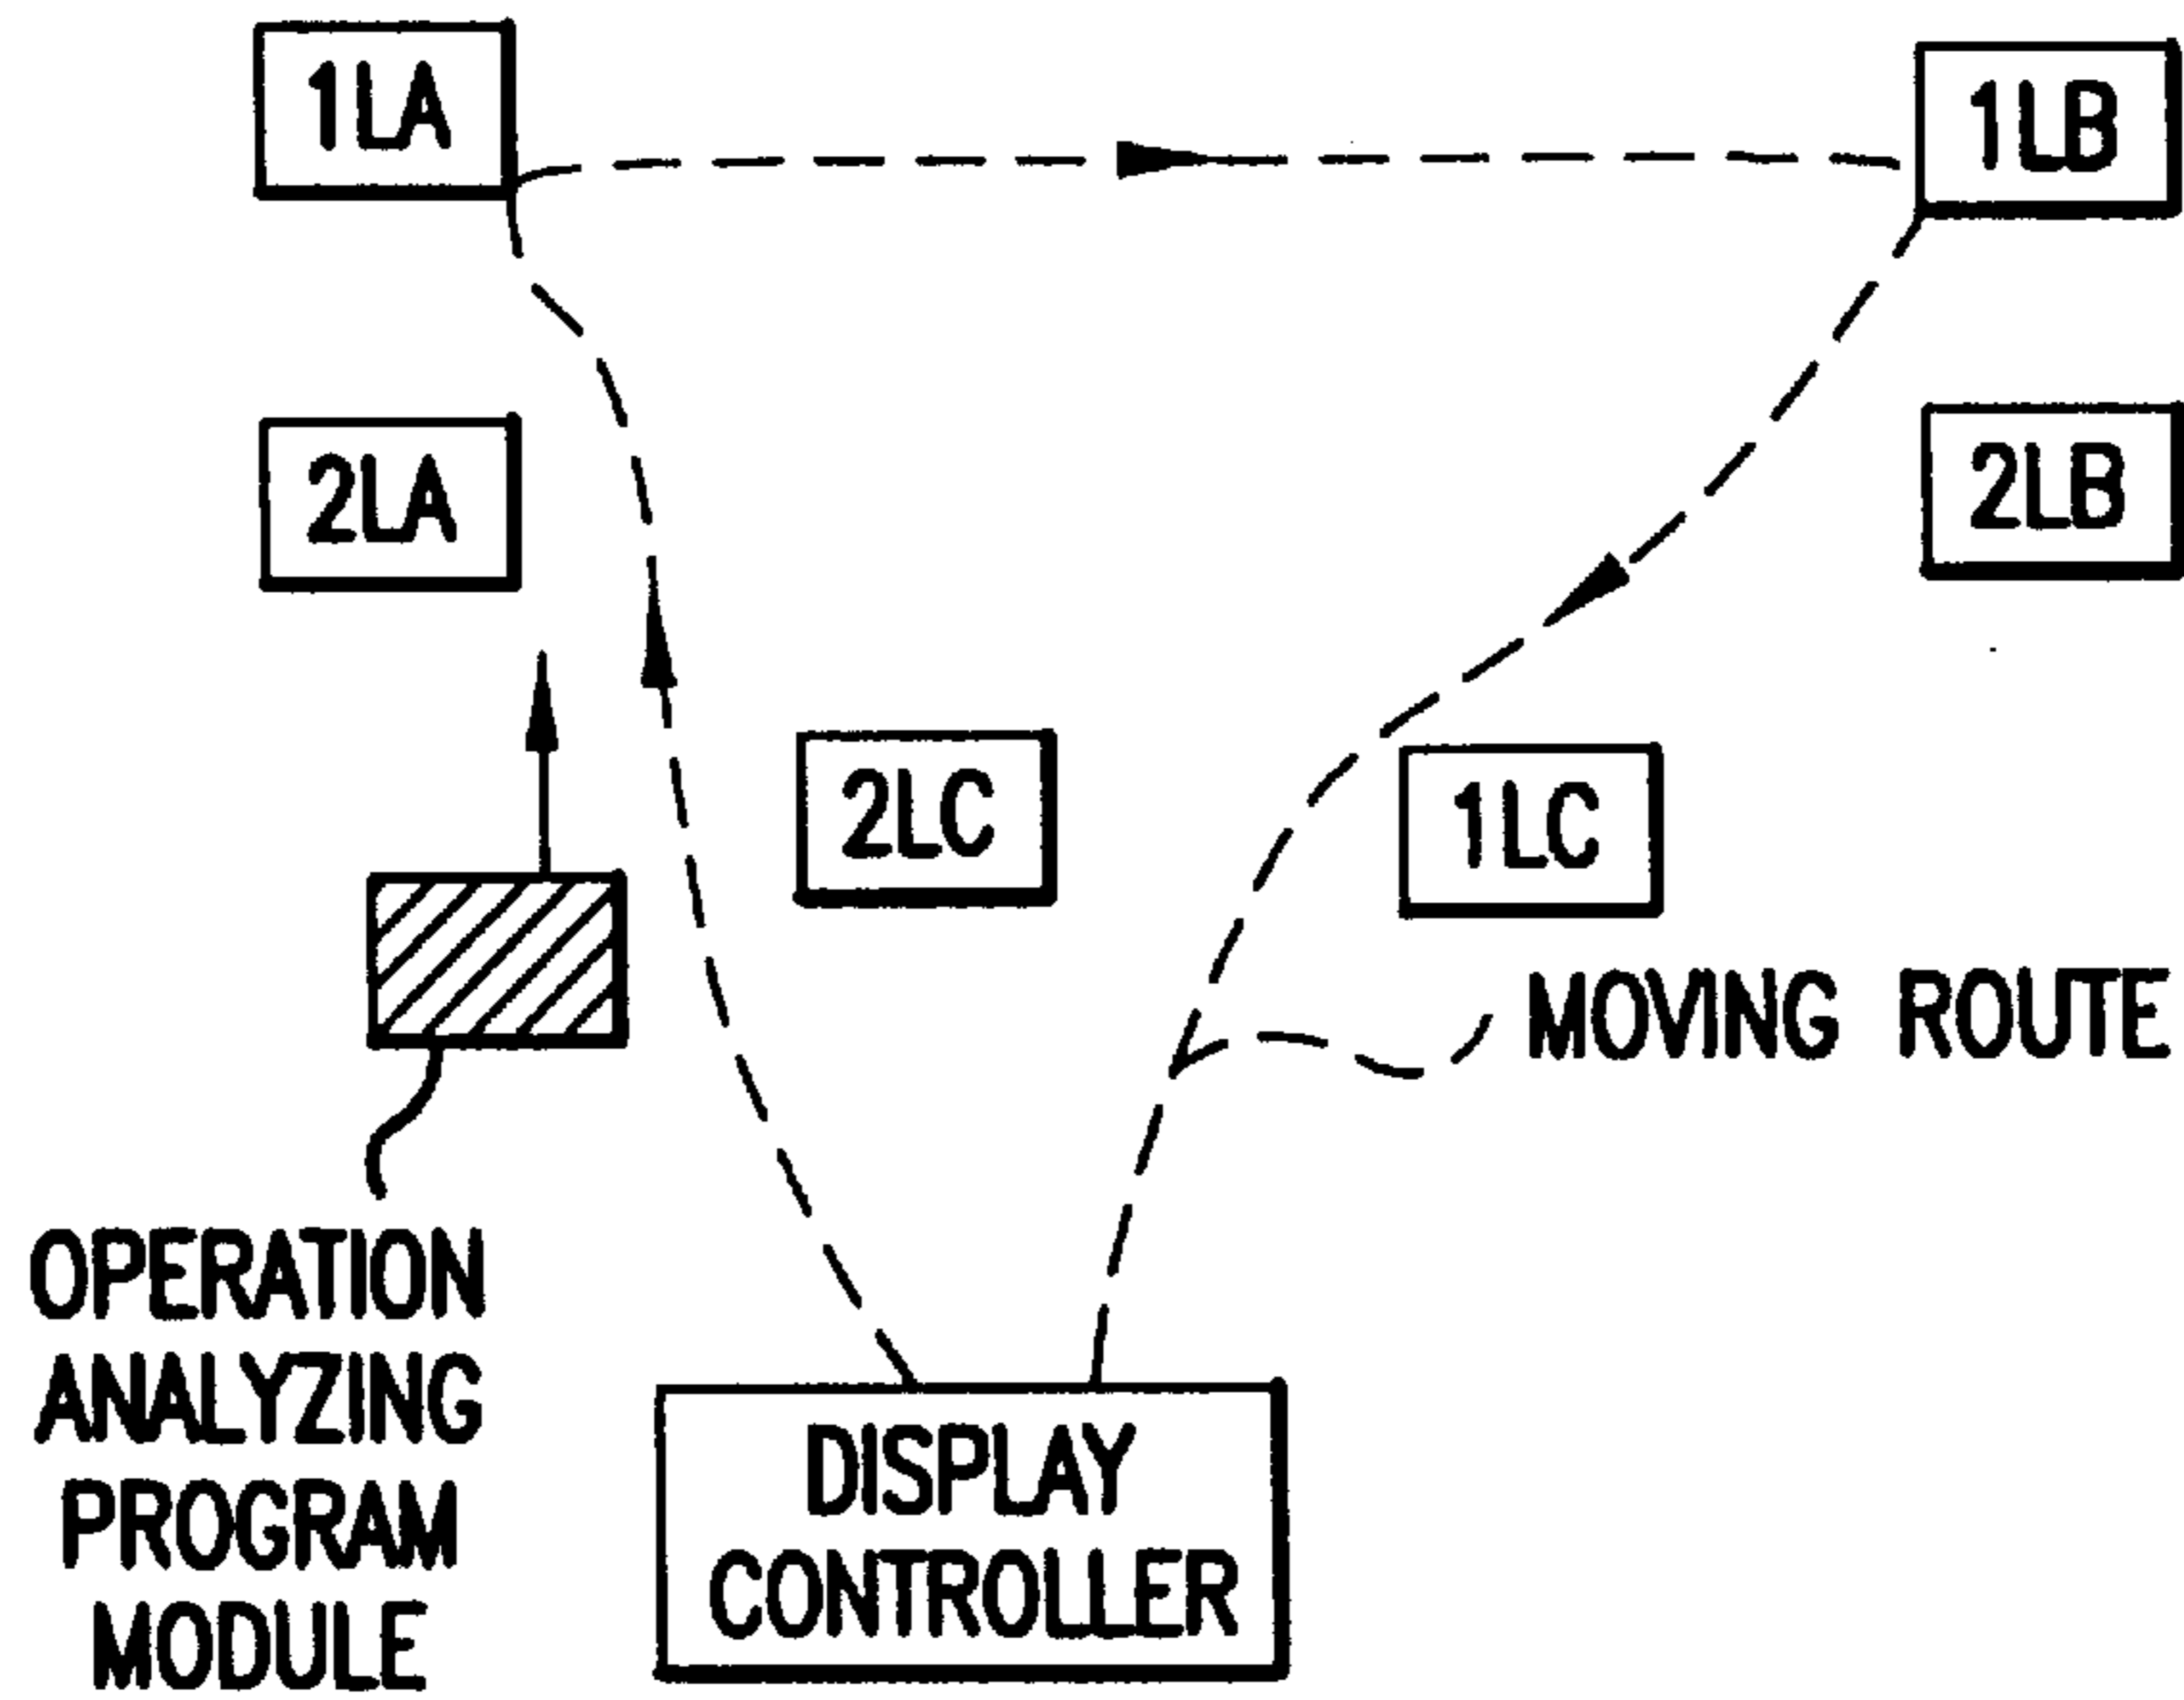 1LA
1LB
2LA
2LB
2LC
1LC
MOVING ROUTE
OPERATION
ANALYZING
PROGRAM
MODULE
DISPLAY
CONTROLLER